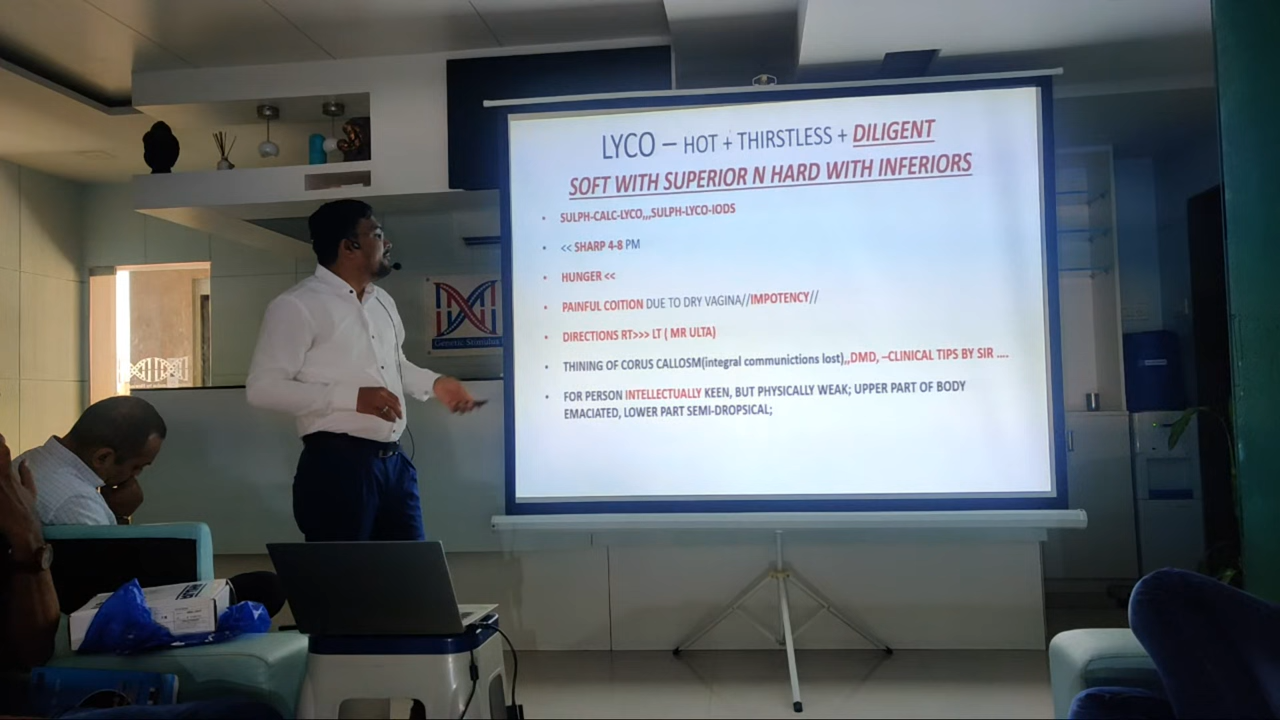 LYCO – HOT + THIRSTLESS + DILIGENT
SOFT WITH SUPERIOR N HARD WITH INFERIORS
• SULPH-CALC-LYCO,,,SULPH-LYCO-IODS
• << SHARP 4-8 PM
• HUNGER <<
• PAINFUL COITION DUE TO DRY VAGINA//IMPOTENCY//
• DIRECTIONS RT>>> LT ( MR ULTA)
• THINING OF CORUS CALLOSM(integral communictions lost),,DMD, –CLINICAL TIPS BY SIR ....
• FOR PERSON INTELLECTUALLY KEEN, BUT PHYSICALLY WEAK; UPPER PART OF BODY
EMACIATED, LOWER PART SEMI-DROPSICAL;
Genetic Stimulus